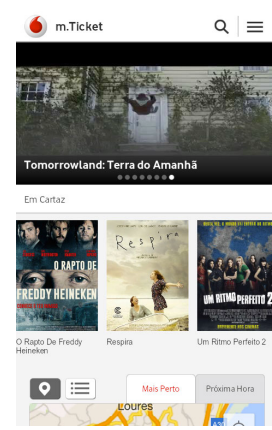 m.Ticket
Tomorrowland: Terra do Amanhã
Em Cartaz
O RAPTO DE
FREDDY HEINEKEN
Respira
UM RITMO PERFEITO 2
O Rapto De Freddy
Heineken
Respira
Um Ritmo Perfeito 2
Mais Perto
Próxima Hora
Loures
A30